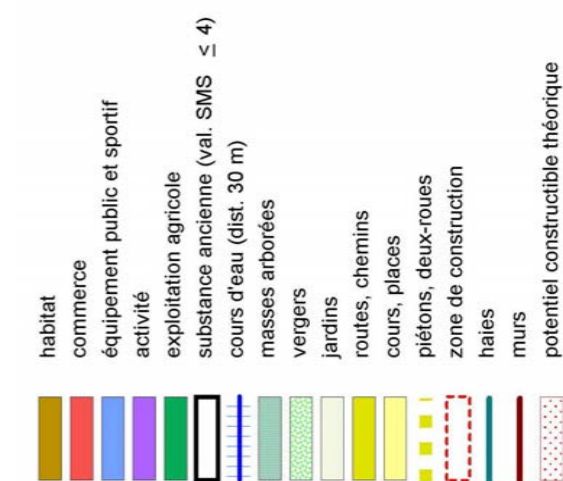 habitat
commerce
équipement public et sportif
activité
exploitation agricole
substance ancienne (val. SMS ≤ 4)
cours d'eau (dist. 30 m)
masses arborées
vergers
jardins
routes, chemins
cours, places
piétons, deux-roues
zone de construction
haies
murs
potentiel constructible théorique